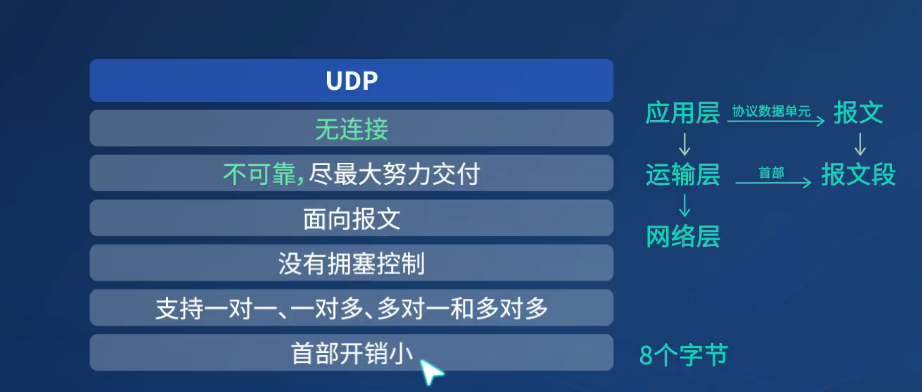 UDP
无连接
不可靠，尽最大努力交付
面向报文
没有拥塞控制
支持一对一、一对多、多对一和多对多
首部开销小
8个字节
应用层 协议数据单元 报文
运输层 首部 报文段
网络层